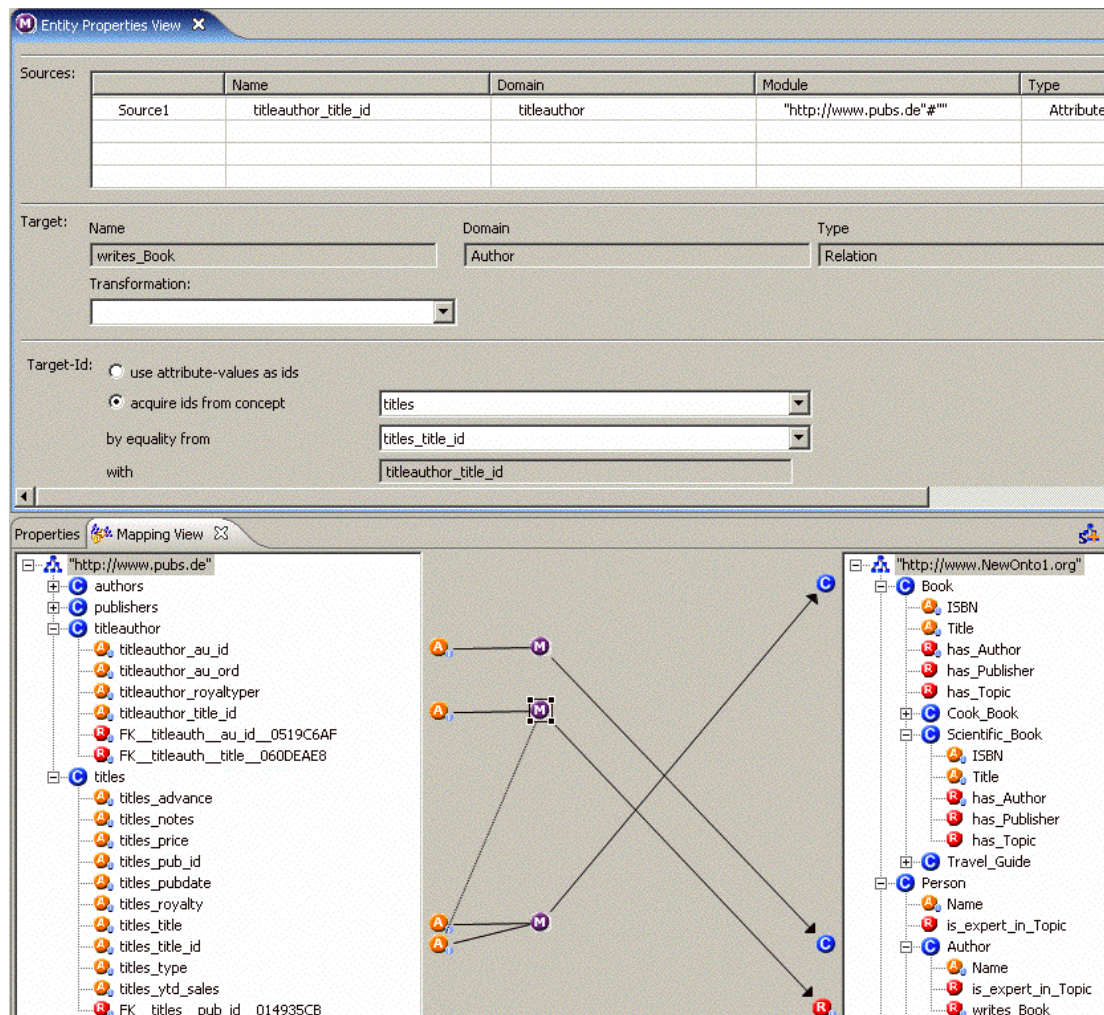 M Entity Properties View
Sources:
Name Domain Module Type
Source1 titleauthor_title_id titleauthor "http://www.pubs.de"#"" Attribute
Target: Name Domain Type
writes_Book Author Relation
Transformation:
Target-Id: use attribute-values as ids
acquire ids from concept titles
by equality from titles_title_id
with titleauthor_title_id
Properties Mapping View
"http://www.pubs.de"
C authors
C publishers
C titleauthor
A titleauthor_au_id
A titleauthor_au_ord
A titleauthor_royaltyper
A titleauthor_title_id
R FK__titleauth__au_id__0519C6AF
R FK__titleauth__title__060DEAE8
C titles
A titles_advance
A titles_notes
A titles_price
A titles_pub_id
A titles_pubdate
A titles_royalty
A titles_title
A titles_title_id
A titles_type
A titles_ytd_sales
R FK__titles__pub_id__014935CB
C
A M
A M
A M
A C
R
S
"http://www.NewOnto1.org"
C Book
A ISBN
A Title
R has_Author
R has_Publisher
R has_Topic
C Cook_Book
C Scientific_Book
A ISBN
A Title
R has_Author
R has_Publisher
R has_Topic
C Travel_Guide
C Person
A Name
R is_expert_in_Topic
C Author
A Name
R is_expert_in_Topic
R writes_Book